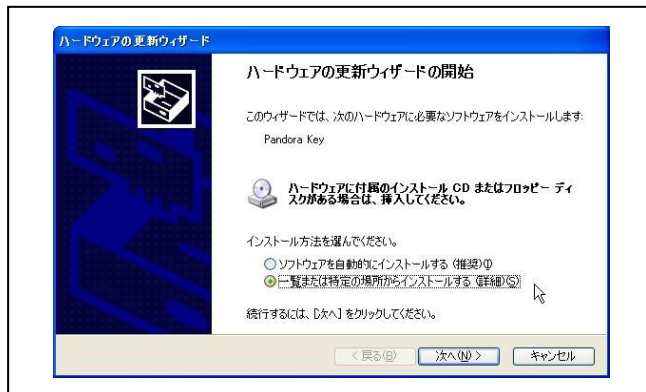 ハードウェアの更新ウィザード
ハードウェアの更新ウィザードの開始
このウィザードでは、次のハードウェアに必要なソフトウェアをインストールします:
Pandora Key
ハードウェアに付属のインストール CD またはフロッピー ディ
スクがある場合は、挿入してください。
インストール方法を選んでください。
ソフトウェアを自動的にインストールする (推奨)(I)
一覧または特定の場所からインストールする (詳細)(S)
続行するには、[次へ] をクリックしてください。
< 戻る(B) 次へ(N) > キャンセル